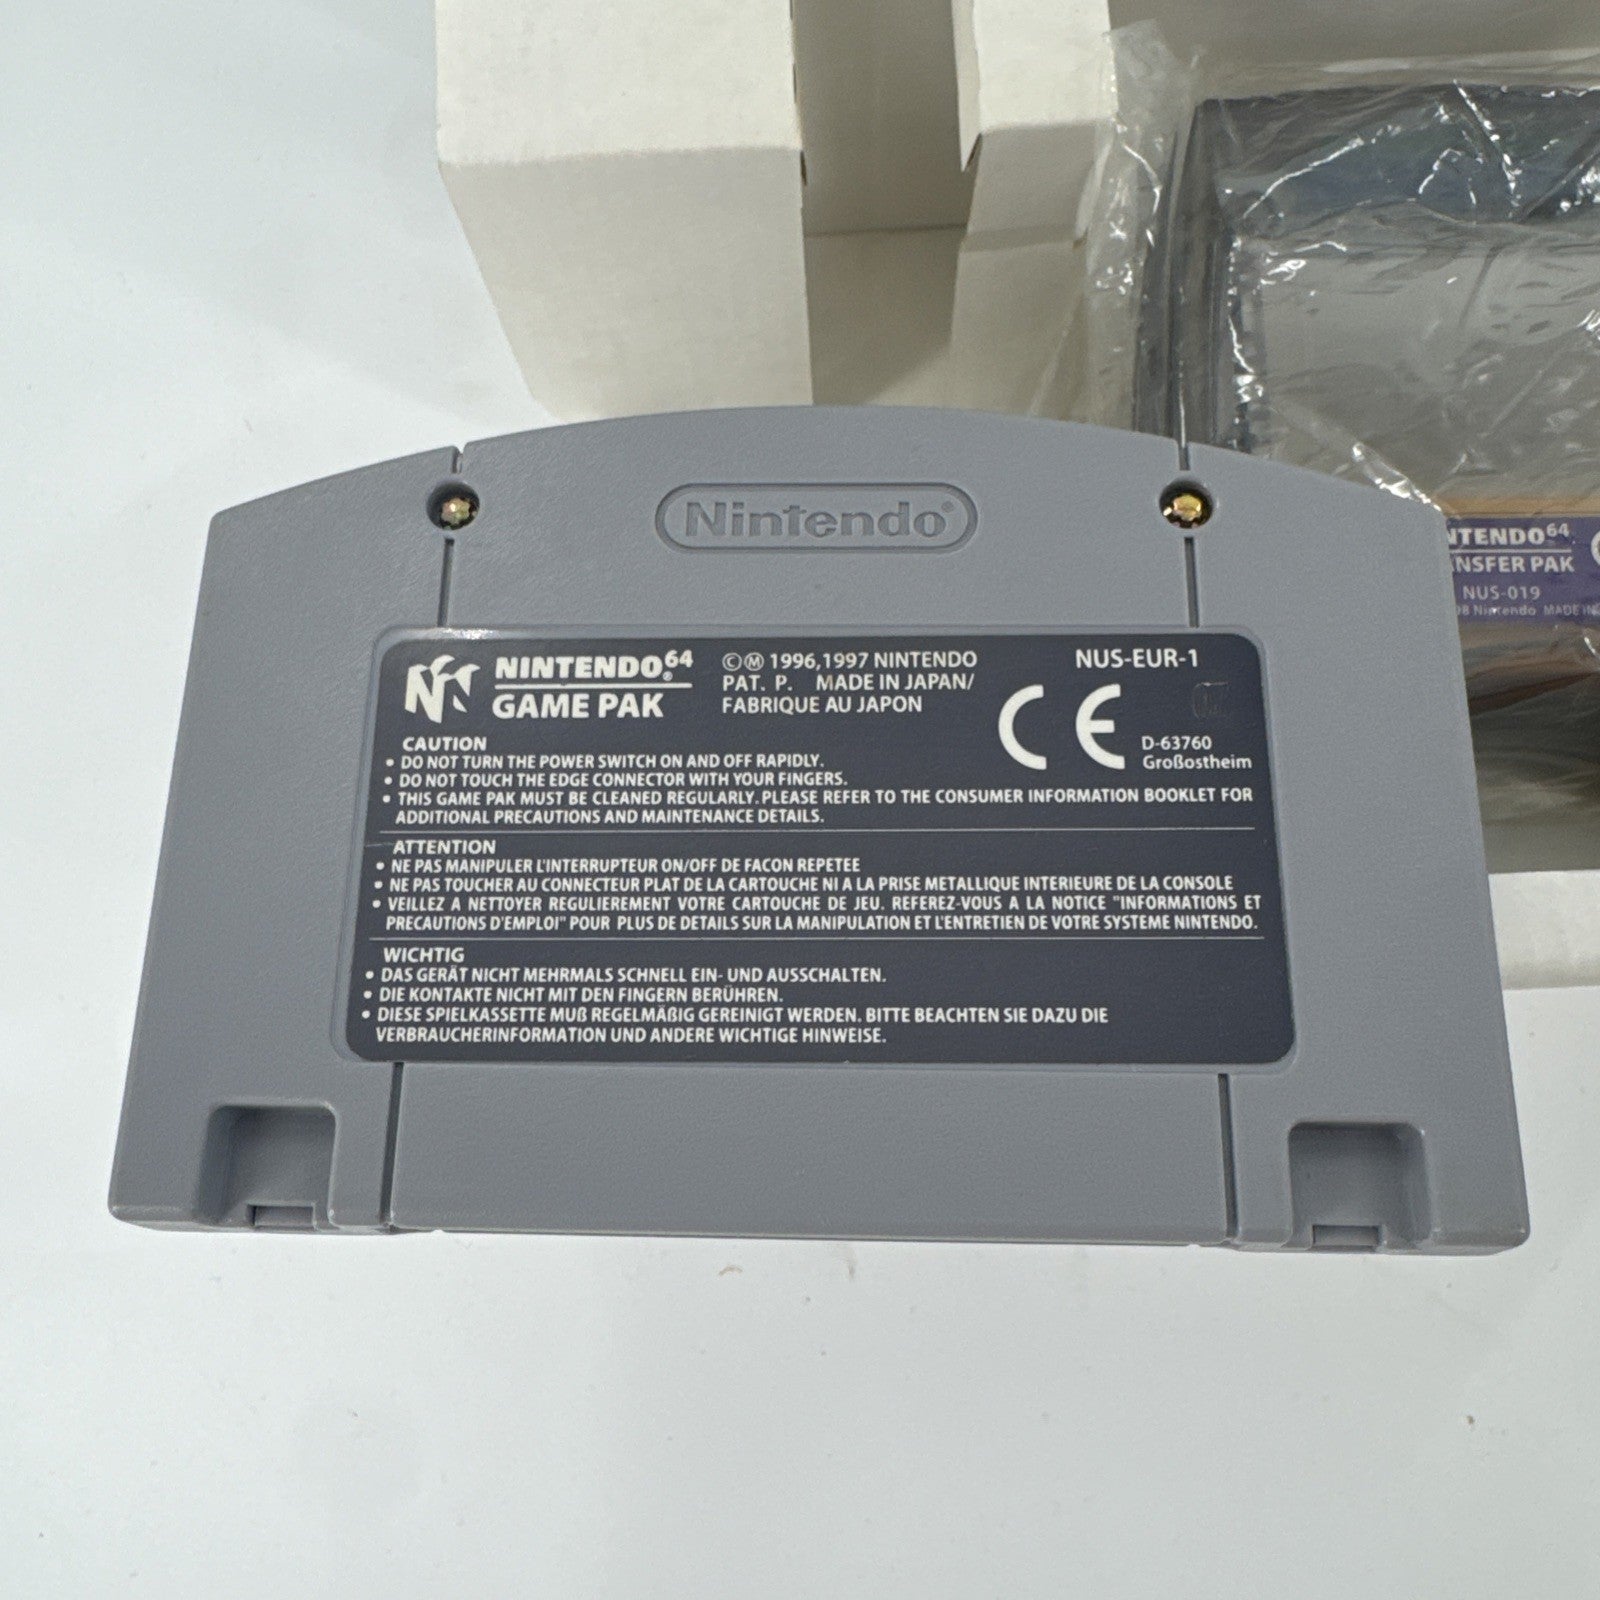 Nintendo®
NINTENDO®64
GAME PAK
©Ⓜ 1996,1997 NINTENDO
PAT. P. MADE IN JAPAN/
FABRIQUE AU JAPON
NUS-EUR-1
CE
D-63760
Großostheim
CAUTION
• DO NOT TURN THE POWER SWITCH ON AND OFF RAPIDLY.
• DO NOT TOUCH THE EDGE CONNECTOR WITH YOUR FINGERS.
• THIS GAME PAK MUST BE CLEANED REGULARLY. PLEASE REFER TO THE CONSUMER INFORMATION BOOKLET FOR
ADDITIONAL PRECAUTIONS AND MAINTENANCE DETAILS.
ATTENTION
• NE PAS MANIPULER L'INTERRUPTEUR ON/OFF DE FACON REPETEE
• NE PAS TOUCHER AU CONNECTEUR PLAT DE LA CARTOUCHE NI A LA PRISE METALLIQUE INTERIEURE DE LA CONSOLE
• VEILLEZ A NETTOYER REGULIEREMENT VOTRE CARTOUCHE DE JEU. REFEREZ-VOUS A LA NOTICE "INFORMATIONS ET
PRECAUTIONS D'EMPLOI" POUR PLUS DE DETAILS SUR LA MANIPULATION ET L'ENTRETIEN DE VOTRE SYSTEME NINTENDO.
WICHTIG
• DAS GERÄT NICHT MEHRMALS SCHNELL EIN- UND AUSSCHALTEN.
• DIE KONTAKTE NICHT MIT DEN FINGERN BERÜHREN.
• DIESE SPIELKASSETTE MUß REGELMÄßIG GEREINIGT WERDEN. BITTE BEACHTEN SIE DAZU DIE
VERBRAUCHERINFORMATION UND ANDERE WICHTIGE HINWEISE.
NTENDO64
NSFER PAK
NUS-019
98 Nintendo MADE IN